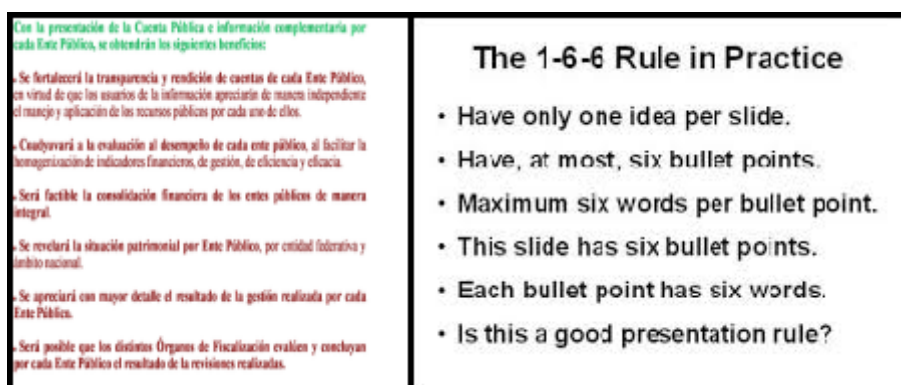 Con la presentación de la Cuenta Pública e información complementaria por
cada Ente Público, se obtendrán los siguientes beneficios:
• Se fortalecerá la transparencia y rendición de cuentas de cada Ente Público,
en virtud de que los usuarios de la información apreciarán de manera independiente
el manejo y aplicación de los recursos públicos por cada uno de ellos.
• Coadyuvará a la evaluación al desempeño de cada ente público, al facilitar la
homogenización de indicadores financieros, de gestión, de eficiencia y eficacia.
• Será factible la consolidación financiera de los entes públicos de manera
integral.
• Se revelará la situación patrimonial por Ente Público, por entidad federativa y
ámbito nacional.
• Se apreciará con mayor detalle el resultado de la gestión realizada por cada
Ente Público.
• Será posible que los distintos Órganos de Fiscalización evalúen y concluyan
por cada Ente Público el resultado de la revisiones realizadas.
The 1-6-6 Rule in Practice
• Have only one idea per slide.
• Have, at most, six bullet points.
• Maximum six words per bullet point.
• This slide has six bullet points.
• Each bullet point has six words.
• Is this a good presentation rule?